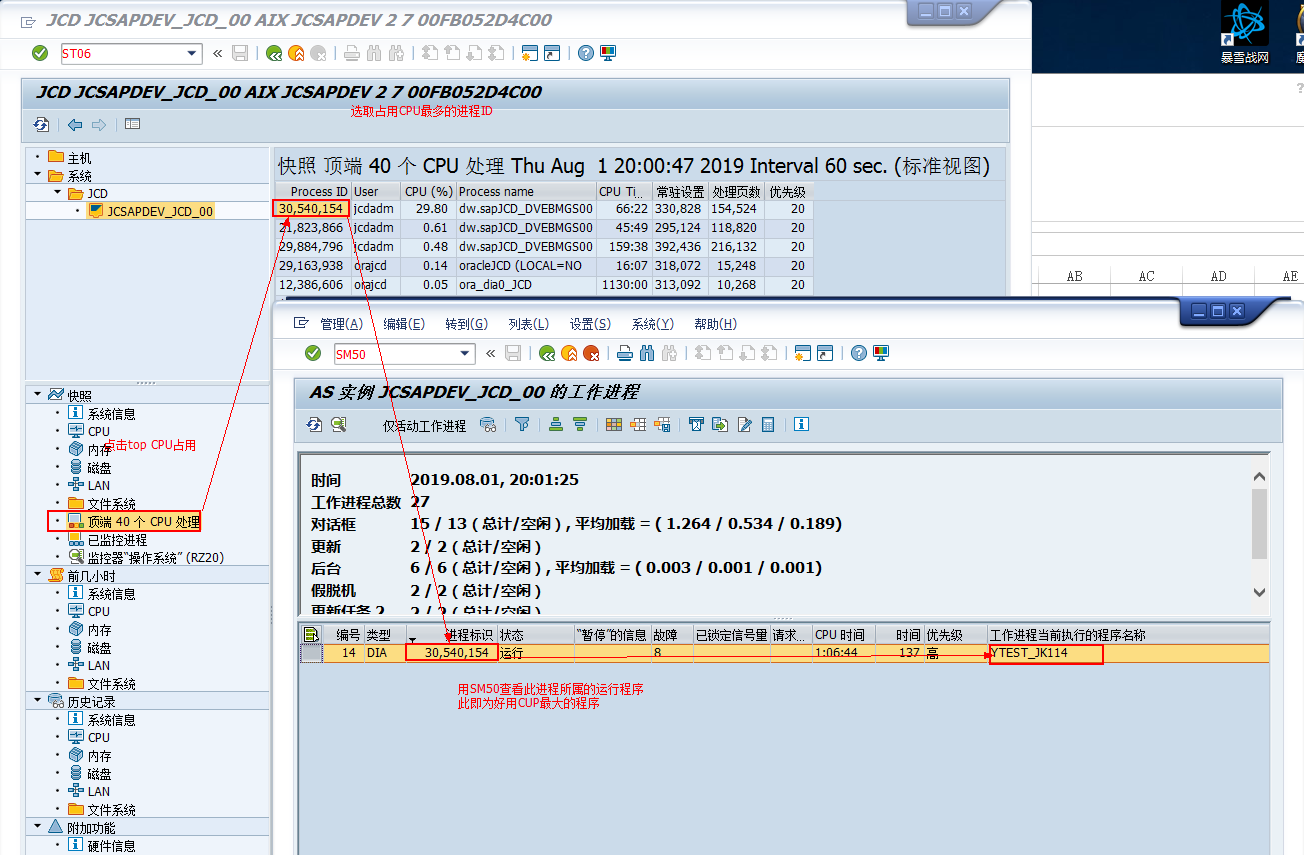 JCD JCSAPDEV_JCD_00 AIX JCSAPDEV 2 7 00FB052D4C00
暴雪战网
ST06
JCD JCSAPDEV_JCD_00 AIX JCSAPDEV 2 7 00FB052D4C00
选取占用CPU最多的进程ID
主机
系统
JCD
JCSAPDEV_JCD_00
快照 顶端 40 个 CPU 处理 Thu Aug 1 20:00:47 2019 Interval 60 sec. (标准视图)
Process ID User CPU (%) Process name CPU Ti... 常驻设置 处理页数 优先级
30,540,154 jcdadm 29.80 dw.sapJCD_DVEBMGS00 66:22 330,828 154,524 20
21,823,866 jcdadm 0.61 dw.sapJCD_DVEBMGS00 45:49 295,124 118,820 20
29,884,796 jcdadm 0.48 dw.sapJCD_DVEBMGS00 159:38 392,436 216,132 20
29,163,938 orajcd 0.14 oracleJCD (LOCAL=NO 16:07 318,072 15,248 20
12,386,606 orajcd 0.05 ora_dia0_JCD 1130:00 313,092 10,268 20
AB AC AD AE
快照
系统信息
CPU
内存
点击top CPU占用
磁盘
LAN
文件系统
顶端 40 个 CPU 处理
已监控进程
监控器“操作系统” (RZ20)
前几小时
系统信息
CPU
内存
磁盘
LAN
文件系统
历史记录
系统信息
CPU
内存
磁盘
LAN
文件系统
附加功能
硬件信息
管理(A) 编辑(E) 转到(G) 列表(L) 设置(S) 系统(Y) 帮助(H)
SM50
AS 实例 JCSAPDEV_JCD_00 的工作进程
仅活动工作进程
时间 2019.08.01, 20:01:25
工作进程总数 27
对话框 15 / 13 ( 总计/空闲 ) , 平均加载 = ( 1.264 / 0.534 / 0.189)
更新 2 / 2 ( 总计/空闲 )
后台 6 / 6 ( 总计/空闲 ) , 平均加载 = ( 0.003 / 0.001 / 0.001)
假脱机 2 / 2 ( 总计/空闲 )
更新任务 2 2 / 2 ( 总计/空闲 )
编号 类型 进程标识 状态 “暂停”的信息 故障 已锁定信号量 请求... CPU 时间 时间 优先级 工作进程当前执行的程序名称
14 DIA 30,540,154 运行 8 1:06:44 137 高 YTEST_JK114
用SM50查看此进程所属的运行程序
此即为好用CUP最大的程序